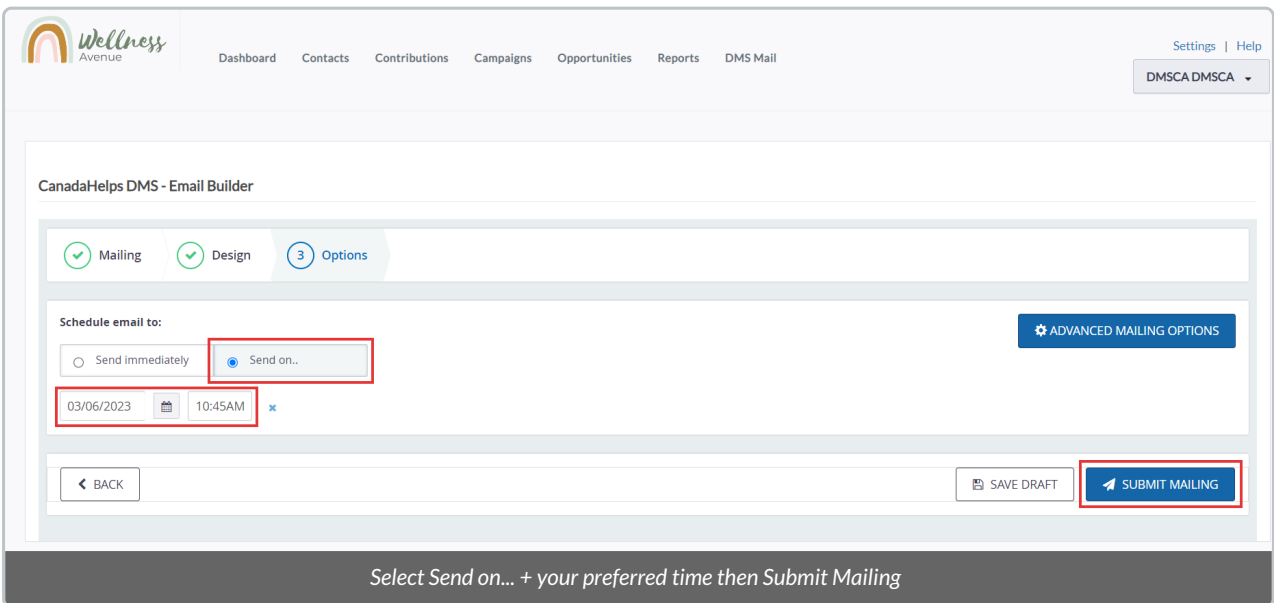 Wellness
Avenue
Dashboard Contacts Contributions Campaigns Opportunities Reports DMS Mail
Settings | Help
DMSCA DMSCA
CanadaHelps DMS - Email Builder
Mailing Design 3 Options
Schedule email to:
ADVANCED MAILING OPTIONS
Send immediately Send on..
03/06/2023 10:45AM x
BACK SAVE DRAFT SUBMIT MAILING
Select Send on... + your preferred time then Submit Mailing